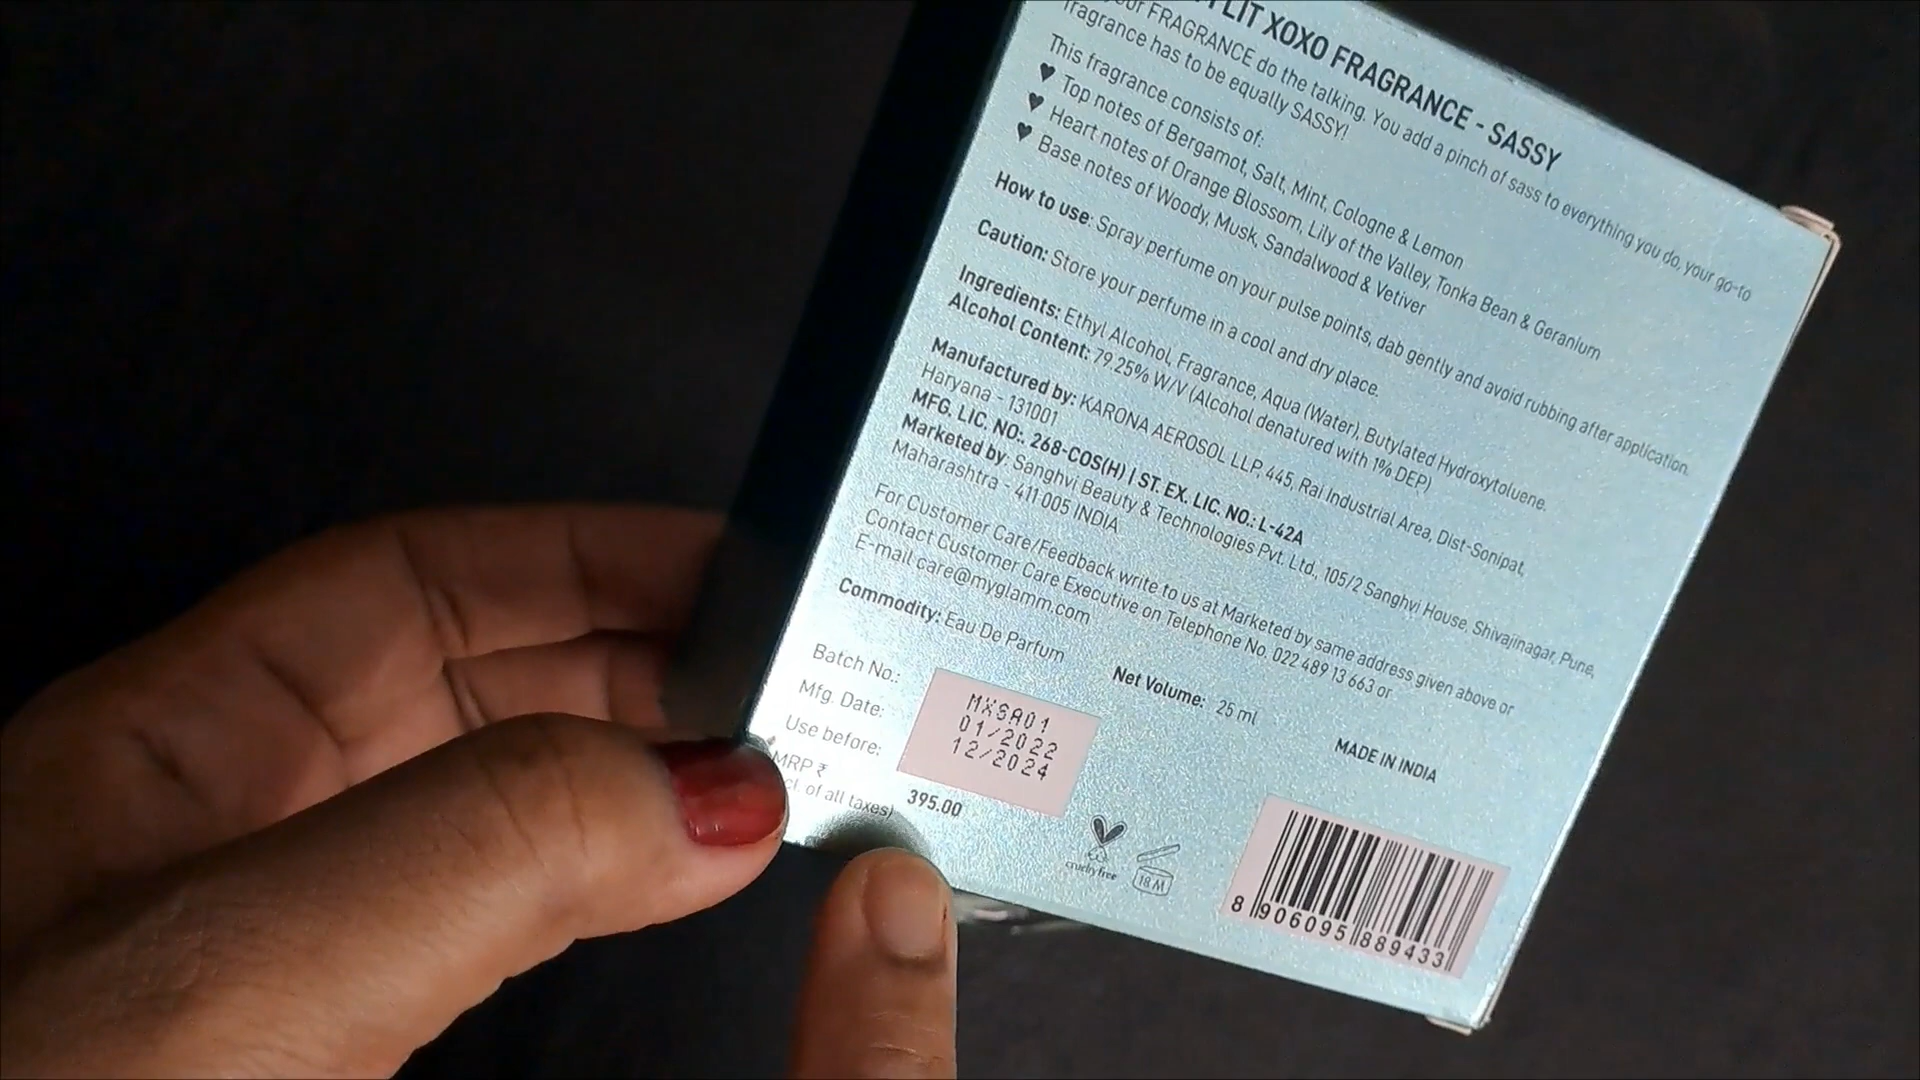 LIT XOXO FRAGRANCE - SASSY
your FRAGRANCE do the talking. You add a pinch of sass to everything you do, your go-to
fragrance has to be equally SASSY!
This fragrance consists of:
♥ Top notes of Bergamot, Salt, Mint, Cologne & Lemon
♥ Heart notes of Orange Blossom, Lily of the Valley, Tonka Bean & Geranium
♥ Base notes of Woody, Musk, Sandalwood & Vetiver
How to use: Spray perfume on your pulse points, dab gently and avoid rubbing after application.
Caution: Store your perfume in a cool and dry place.
Ingredients: Ethyl Alcohol, Fragrance, Aqua (Water), Butylated Hydroxytoluene.
Alcohol Content: 79.25% W/V (Alcohol denatured with 1% DEP)
Manufactured by: KARONA AEROSOL LLP, 445, Rai Industrial Area, Dist-Sonipat,
Haryana - 131001
MFG. LIC. NO:. 268-COS(H) | ST. EX. LIC. NO.: L-42A
Marketed by: Sanghvi Beauty & Technologies Pvt. Ltd., 105/2 Sanghvi House, Shivajinagar, Pune,
Maharashtra - 411 005 INDIA
For Customer Care/Feedback write to us at Marketed by same address given above or
Contact Customer Care Executive on Telephone No. 022 489 13 663 or
E-mail care@myglamm.com
Commodity: Eau De Parfum
Net Volume: 25 ml
Batch No.: MXSA01
Mfg. Date: 01/2022
Use before: 12/2024
MRP ₹ 395.00
cl. of all taxes)
MADE IN INDIA
cruelty free
18 M
8 906095 889433